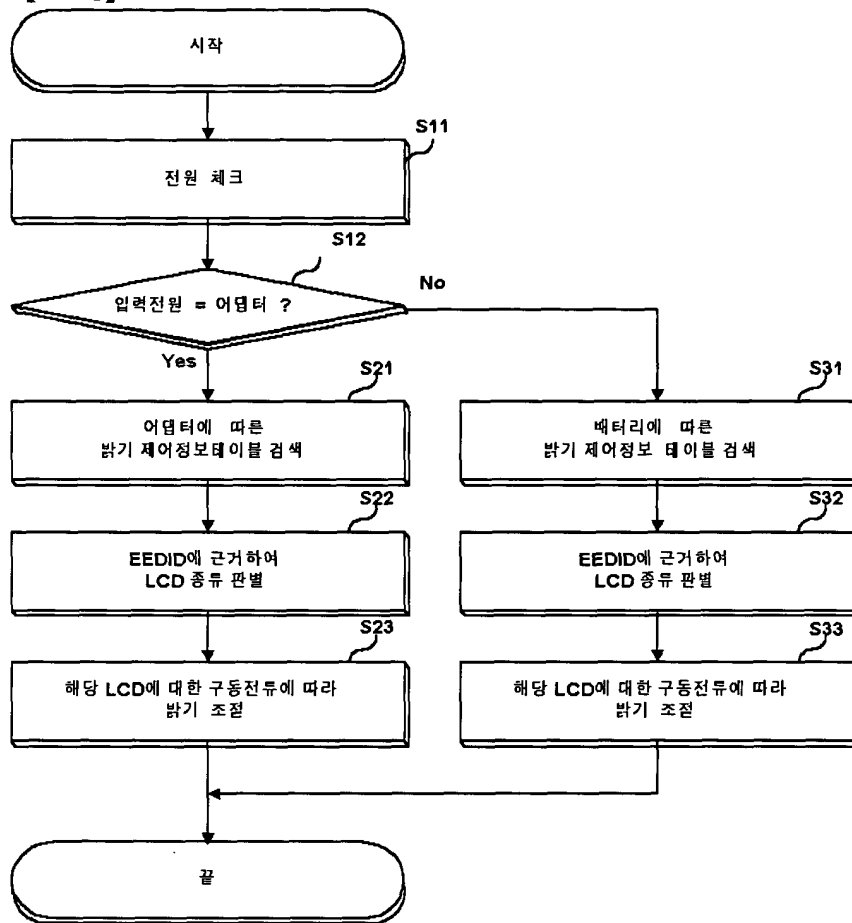 시작
S11
전원 체크
S12
입력전원 = 어댑터 ?
No
Yes
S21
어댑터에 따른
밝기 제어정보테이블 검색
S31
배터리에 따른
밝기 제어정보 테이블 검색
S22
EEDID에 근거하여
LCD 종류 판별
S32
EEDID에 근거하여
LCD 종류 판별
S23
해당 LCD에 대한 구동전류에 따라
밝기 조절
S33
해당 LCD에 대한 구동전류에 따라
밝기 조절
끝